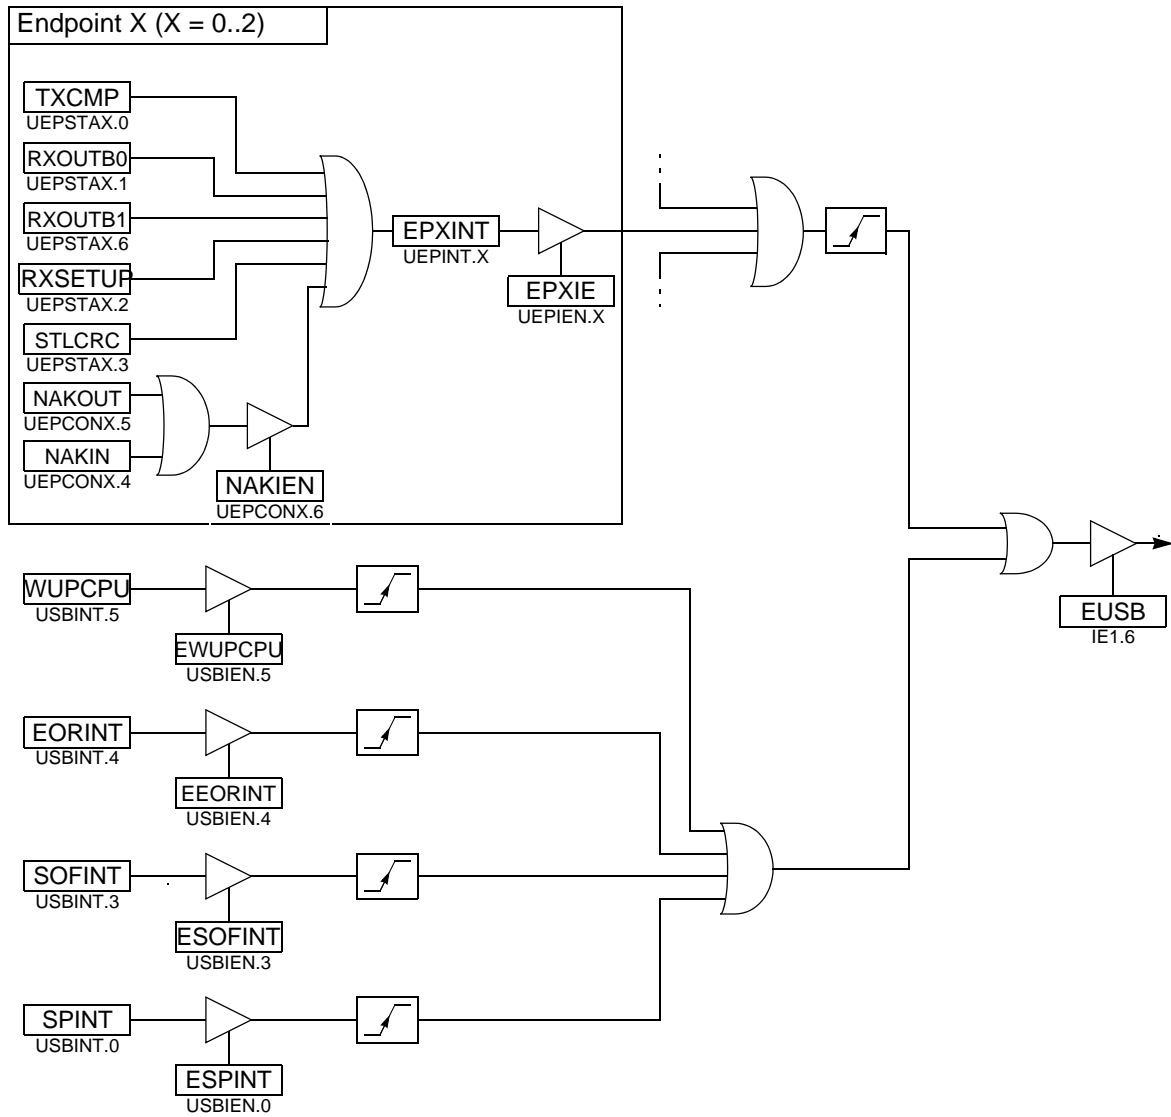 Endpoint X (X = 0..2)
TXCMP
UEPSTAX.0
RXOUTB0
UEPSTAX.1
RXOUTB1
UEPSTAX.6
RXSETUP
UEPSTAX.2
STLCRC
UEPSTAX.3
NAKOUT
UEPCONX.5
NAKIN
UEPCONX.4
NAKIEN
UEPCONX.6
EPXINT
UEPINT.X
EPXIE
UEPIEN.X
WUPCPU
USBINT.5
EWUPCPU
USBIEN.5
EORINT
USBINT.4
EEORINT
USBIEN.4
SOFINT
USBINT.3
ESOFINT
USBIEN.3
SPINT
USBINT.0
ESPINT
USBIEN.0
EUSB
IE1.6